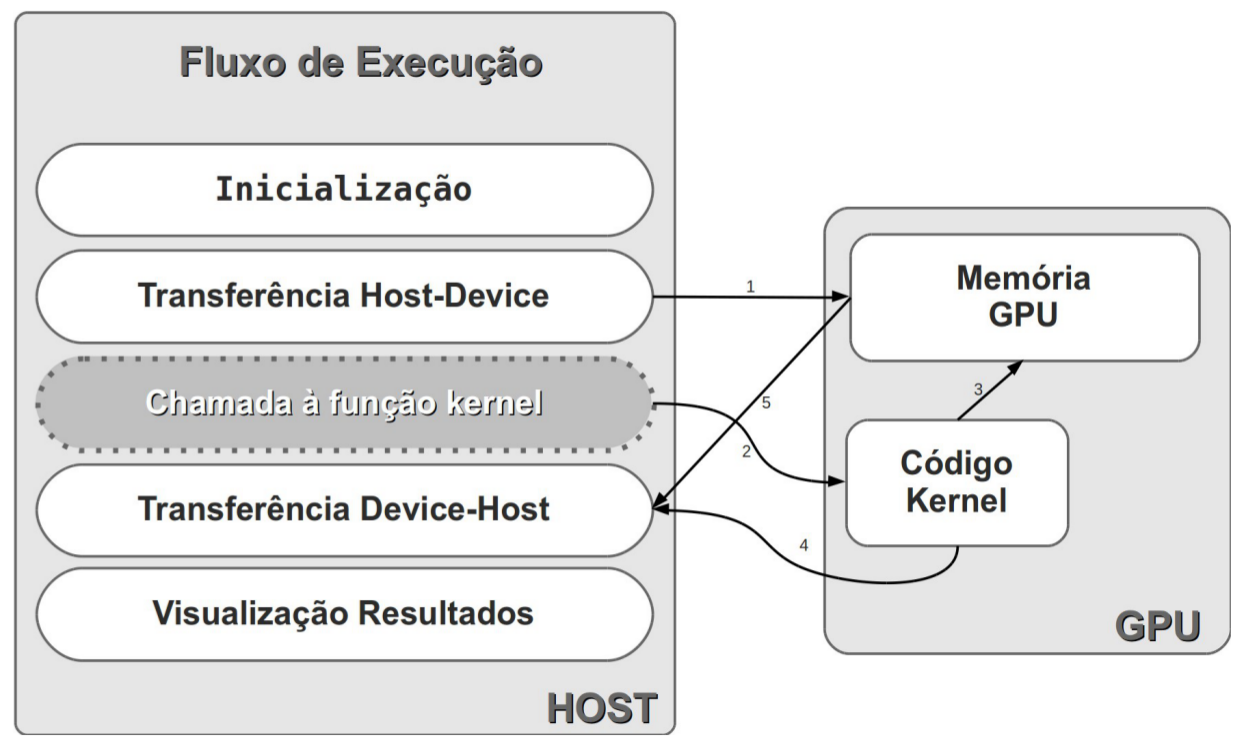 Fluxo de Execução
Inicialização
Transferência Host-Device
Chamada à função kernel
Transferência Device-Host
Visualização Resultados
HOST
1
5
2
4
Memória
GPU
3
Código
Kernel
GPU